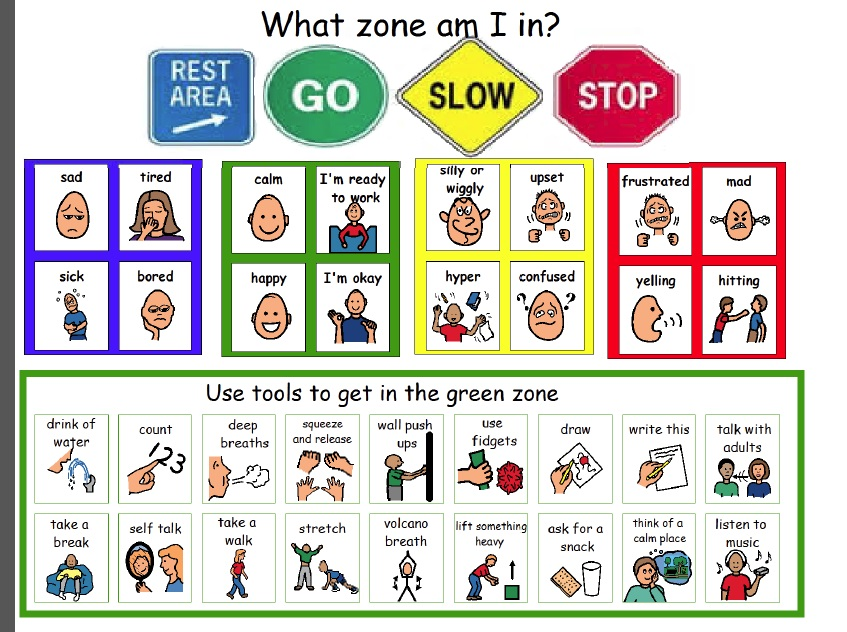 What zone am I in?
REST
AREA
GO
SLOW
STOP
sad
tired
calm
I'm ready
to work
silly or
wiggly
upset
frustrated
mad
sick
bored
happy
I'm okay
hyper
confused
yelling
hitting
Use tools to get in the green zone
drink of
water
count
1 2 3
deep
breaths
squeeze
and release
wall push
ups
use
fidgets
draw
write this
talk with
adults
take a
break
self talk
take a
walk
stretch
volcano
breath
lift something
heavy
ask for a
snack
think of a
calm place
listen to
music